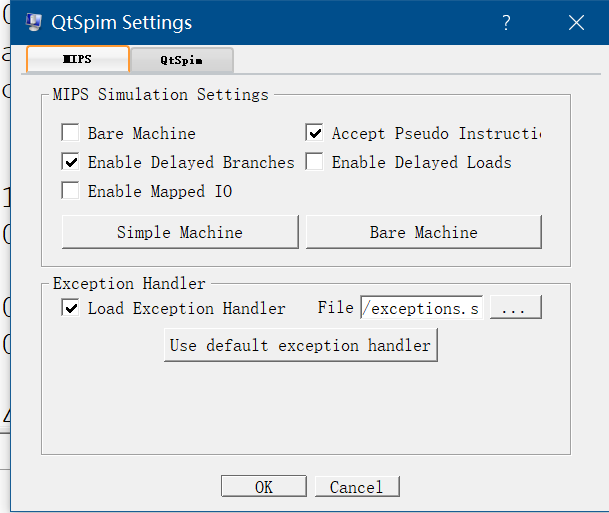 QtSpim Settings
MIPS QtSpim
MIPS Simulation Settings
Bare Machine Accept Pseudo Instructi
Enable Delayed Branches Enable Delayed Loads
Enable Mapped IO
Simple Machine Bare Machine
Exception Handler
Load Exception Handler File /exceptions.s ...
Use default exception handler
OK Cancel